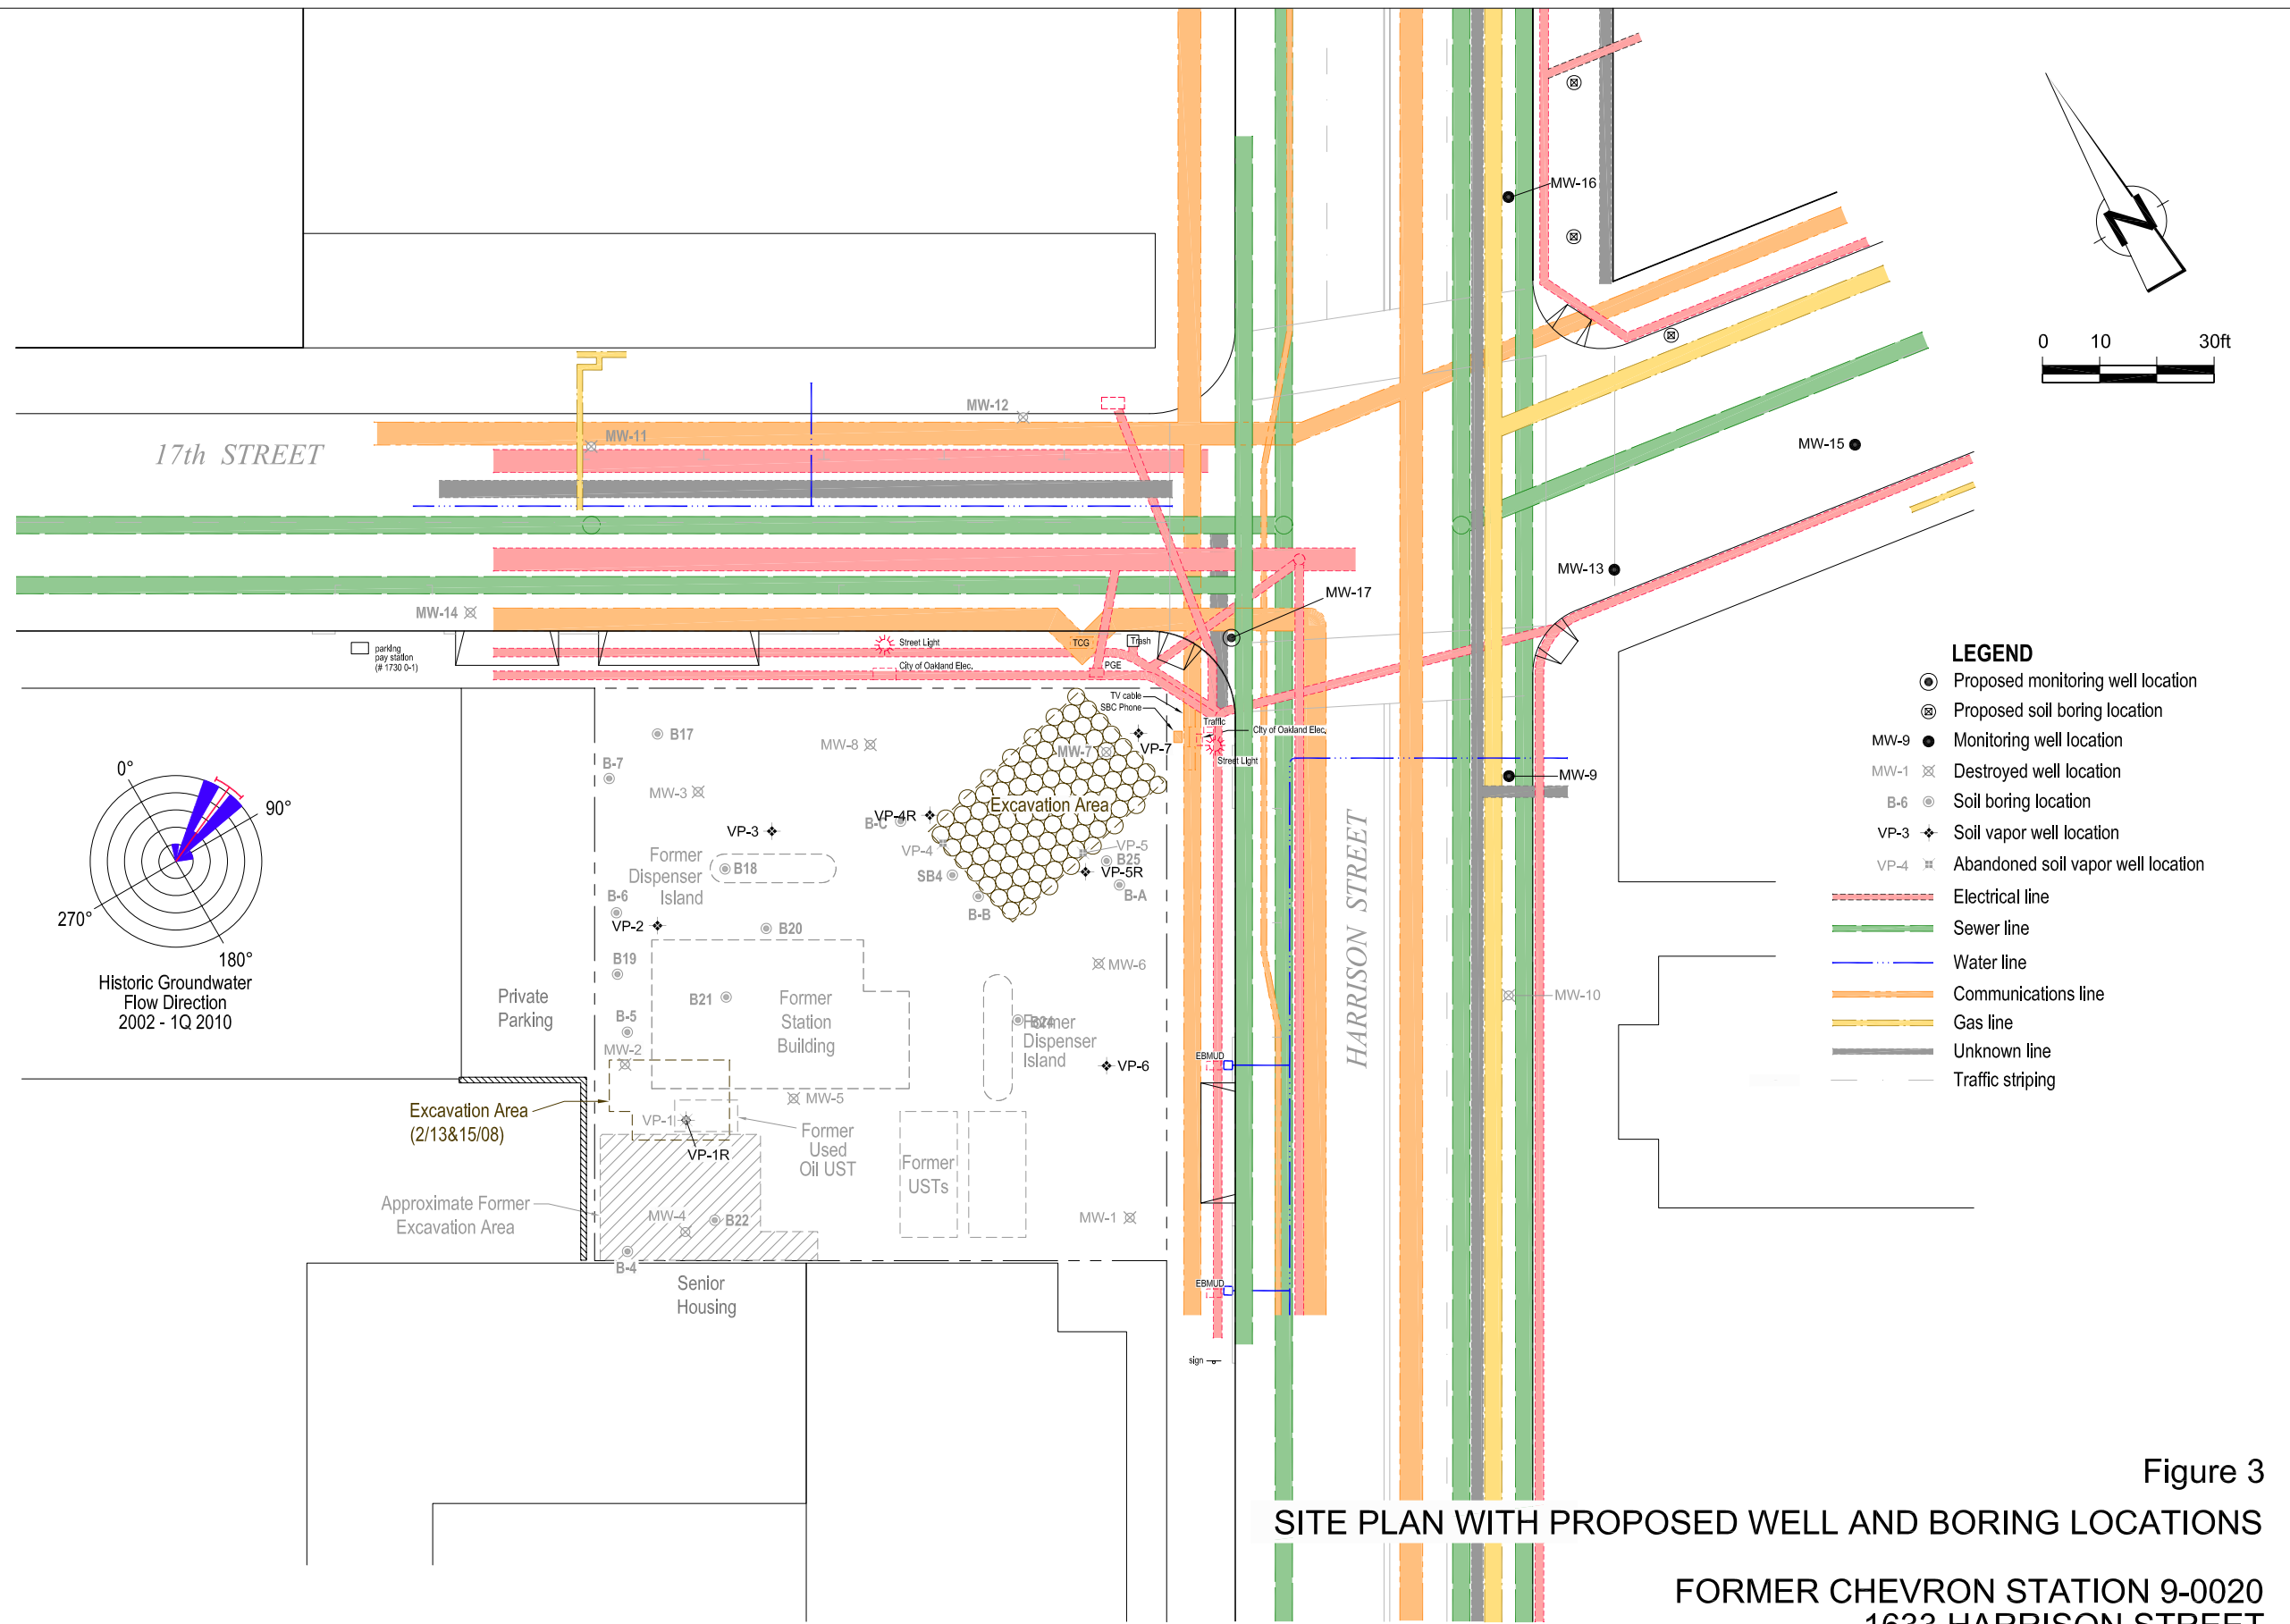 MW-16
N
0 10 30ft
MW-12
MW-11
17th STREET
MW-15
MW-13
MW-17
MW-14
parking
pay station
(# 1730 0-1)
Street Light
City of Oakland Elec.
TCG
Trash
PGE
TV cable
SBC Phone
Traffic
City of Oakland Elec.
Street Light
LEGEND
Proposed monitoring well location
Proposed soil boring location
MW-9 Monitoring well location
MW-1 Destroyed well location
B-6 Soil boring location
VP-3 Soil vapor well location
VP-4 Abandoned soil vapor well location
Electrical line
Sewer line
Water line
Communications line
Gas line
Unknown line
Traffic striping
B17
MW-8
MW-7
VP-7
B-7
MW-3
MW-9
0°
90°
180°
270°
Historic Groundwater
Flow Direction
2002 - 1Q 2010
Excavation Area
VP-4R
B-C
VP-3
VP-4
VP-5
B25
VP-5R
SB4
B-A
B-B
Former
Dispenser
Island
B18
B-6
VP-2
B20
B19
MW-6
HARRISON STREET
Private
Parking
B21
Former
Station
Building
MW-10
B-5
MW-2
B24
Former
Dispenser
Island
EBMUD
VP-6
Excavation Area
(2/13&15/08)
VP-1
MW-5
VP-1R
Former
Used
Oil UST
Former
USTs
Approximate Former
Excavation Area
MW-4
B22
MW-1
B-4
Senior
Housing
EBMUD
sign
Figure 3
SITE PLAN WITH PROPOSED WELL AND BORING LOCATIONS
FORMER CHEVRON STATION 9-0020
1633 HARRISON STREET